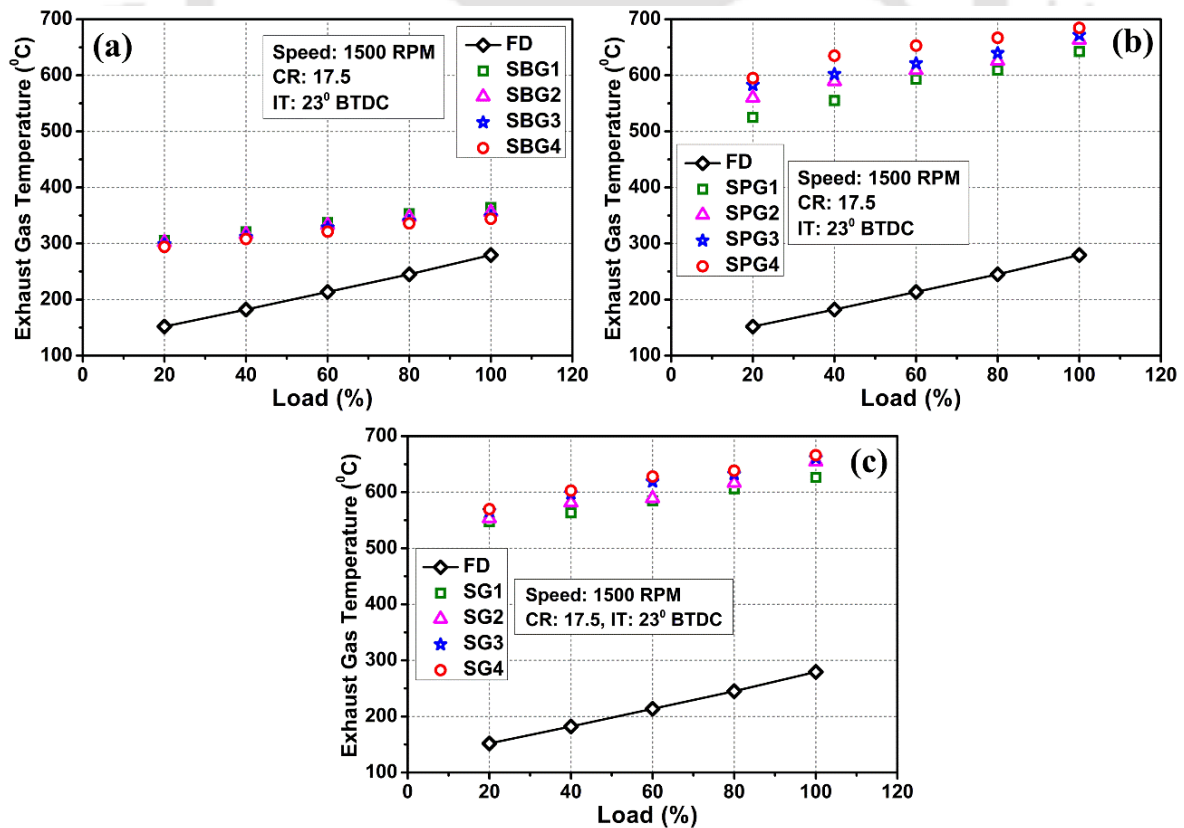 (a)
Speed: 1500 RPM
CR: 17.5
IT: 23⁰ BTDC
FD
SBG1
SBG2
SBG3
SBG4
Exhaust Gas Temperature (⁰C)
700
600
500
400
300
200
100
0 20 40 60 80 100 120
Load (%)
(b)
FD
SPG1
SPG2
SPG3
SPG4
Speed: 1500 RPM
CR: 17.5
IT: 23⁰ BTDC
Exhaust Gas Temperature (⁰C)
700
600
500
400
300
200
100
0 20 40 60 80 100 120
Load (%)
(c)
FD
SG1
SG2
SG3
SG4
Speed: 1500 RPM
CR: 17.5, IT: 23⁰ BTDC
Exhaust Gas Temperature (⁰C)
700
600
500
400
300
200
100
0 20 40 60 80 100 120
Load (%)